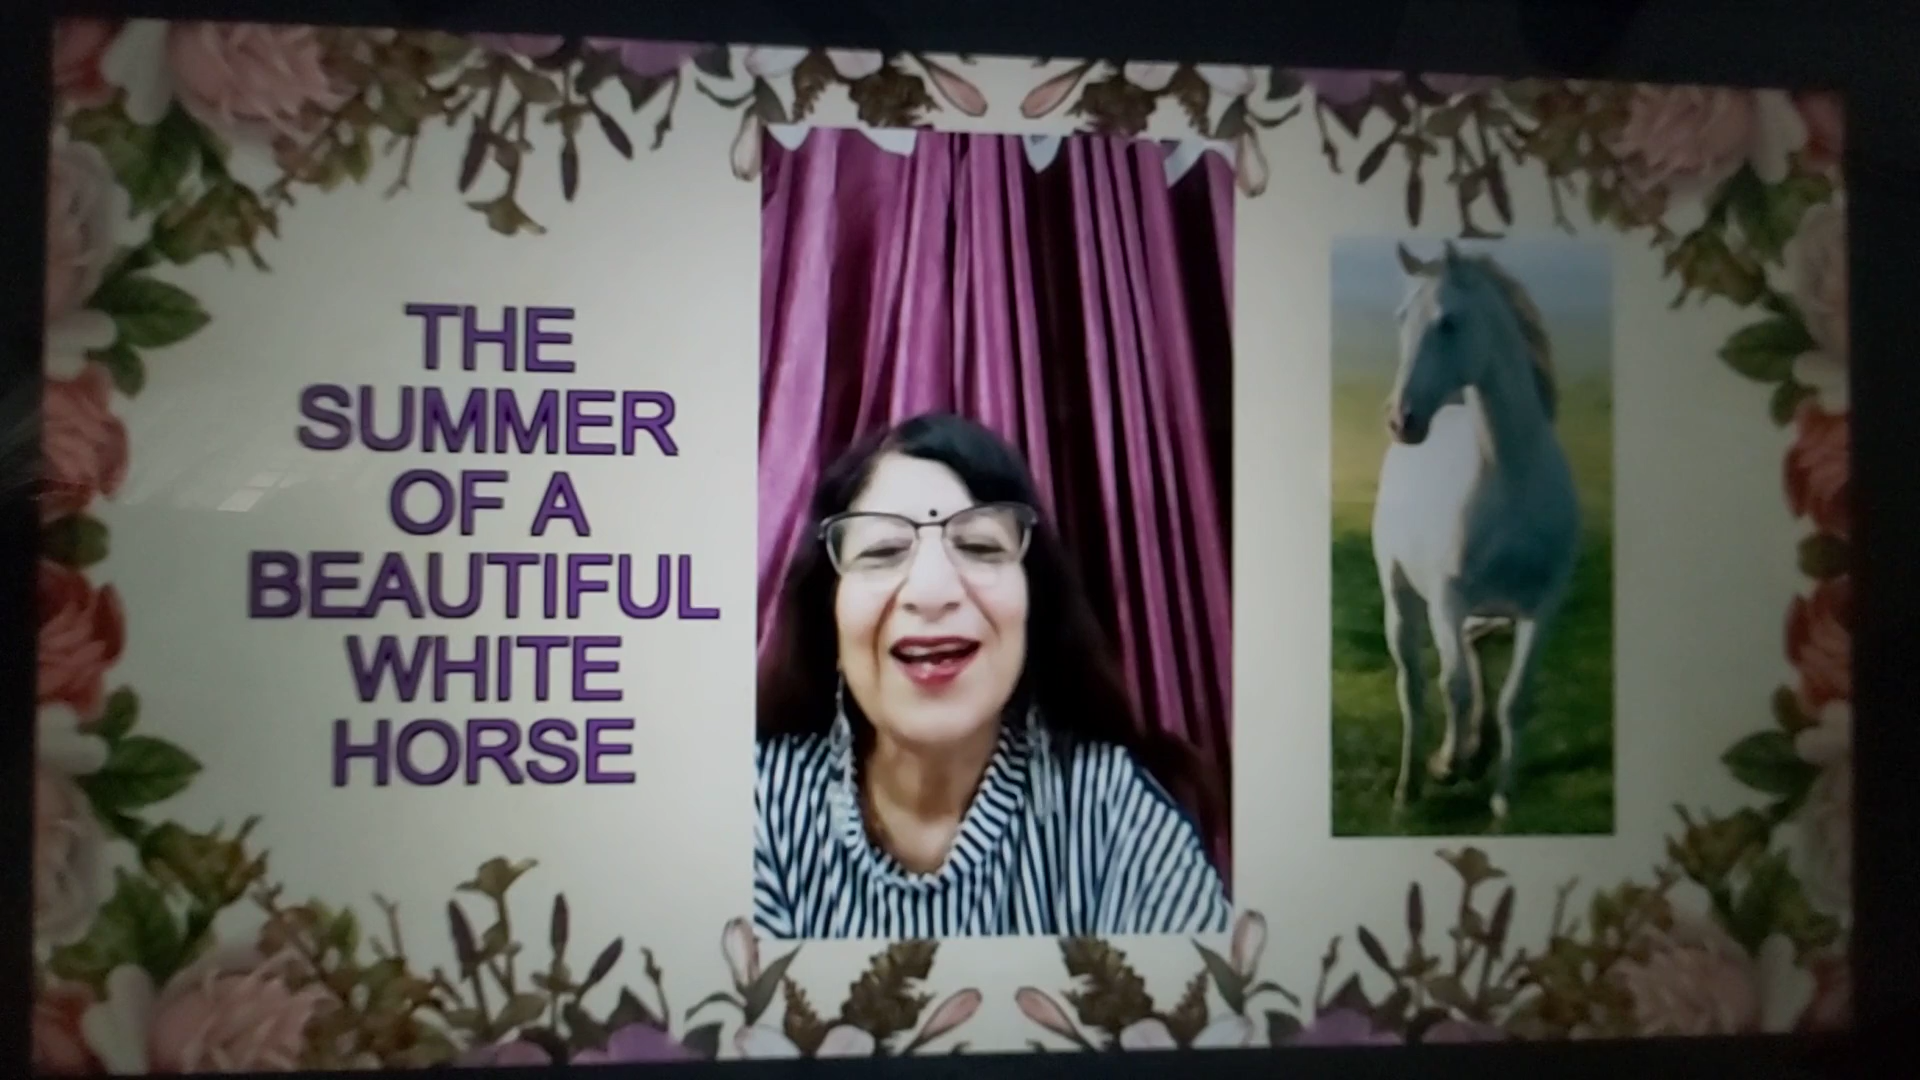 THE
SUMMER
OF A
BEAUTIFUL
WHITE
HORSE